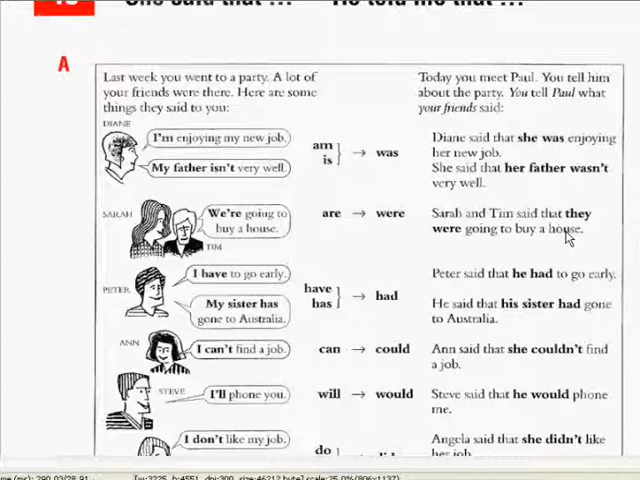 She said that ... He told me that ...
A
Last week you went to a party. A lot of
your friends were there. Here are some
things they said to you:
Today you meet Paul. You tell him
about the party. You tell Paul what
your friends said:
DIANE
I'm enjoying my new job.
My father isn't very well.
am
is
→ was
Diane said that she was enjoying
her new job.
She said that her father wasn't
very well.
SARAH
We're going to
buy a house.
TIM
are → were
Sarah and Tim said that they
were going to buy a house.
PETER
I have to go early.
My sister has
gone to Australia.
have
has
→ had
Peter said that he had to go early.
He said that his sister had gone
to Australia.
ANN
I can't find a job.
can → could
Ann said that she couldn't find
a job.
STEVE
I'll phone you.
will → would
Steve said that he would phone
me.
I don't like my job.
do
Angela said that she didn't like
her job.